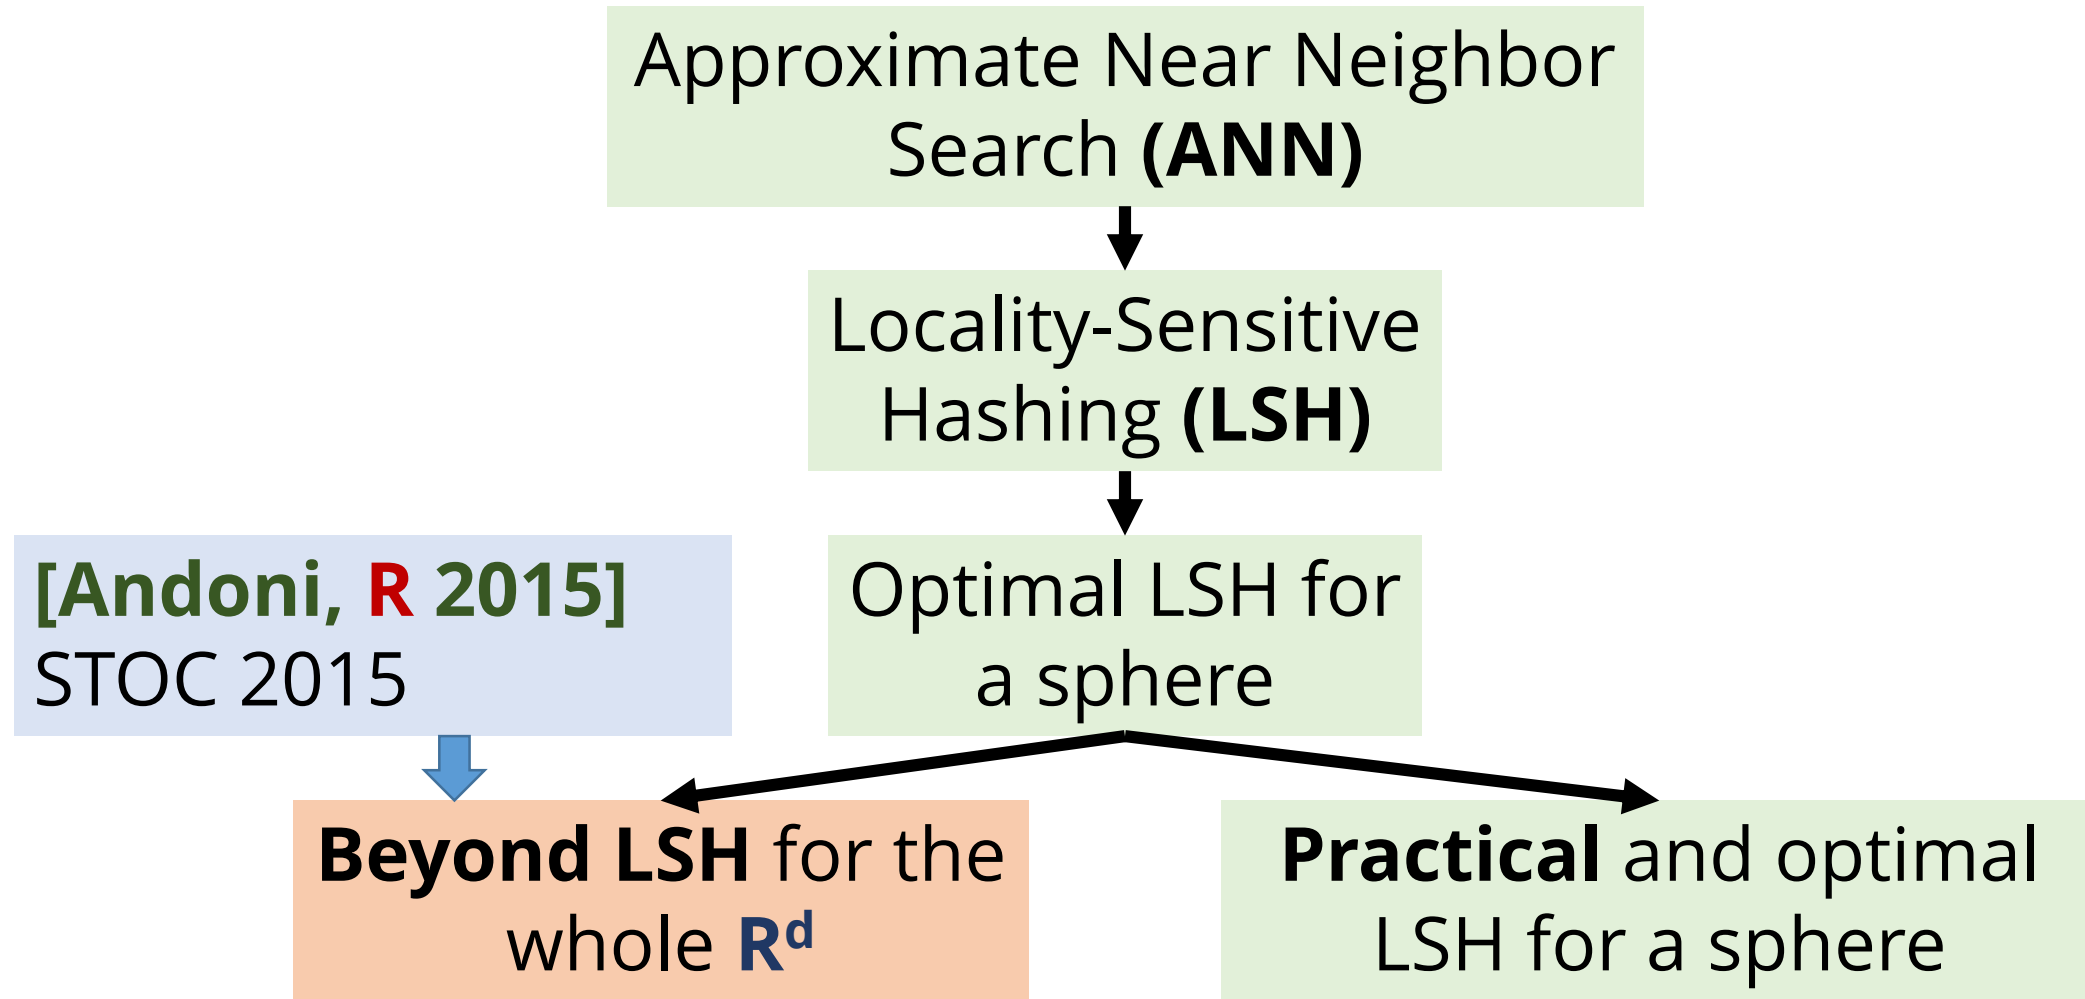 Approximate Near Neighbor
Search (ANN)
Locality-Sensitive
Hashing (LSH)
[Andoni, R 2015]
STOC 2015
Optimal LSH for
a sphere
Beyond LSH for the
whole Rᵈ
Practical and optimal
LSH for a sphere